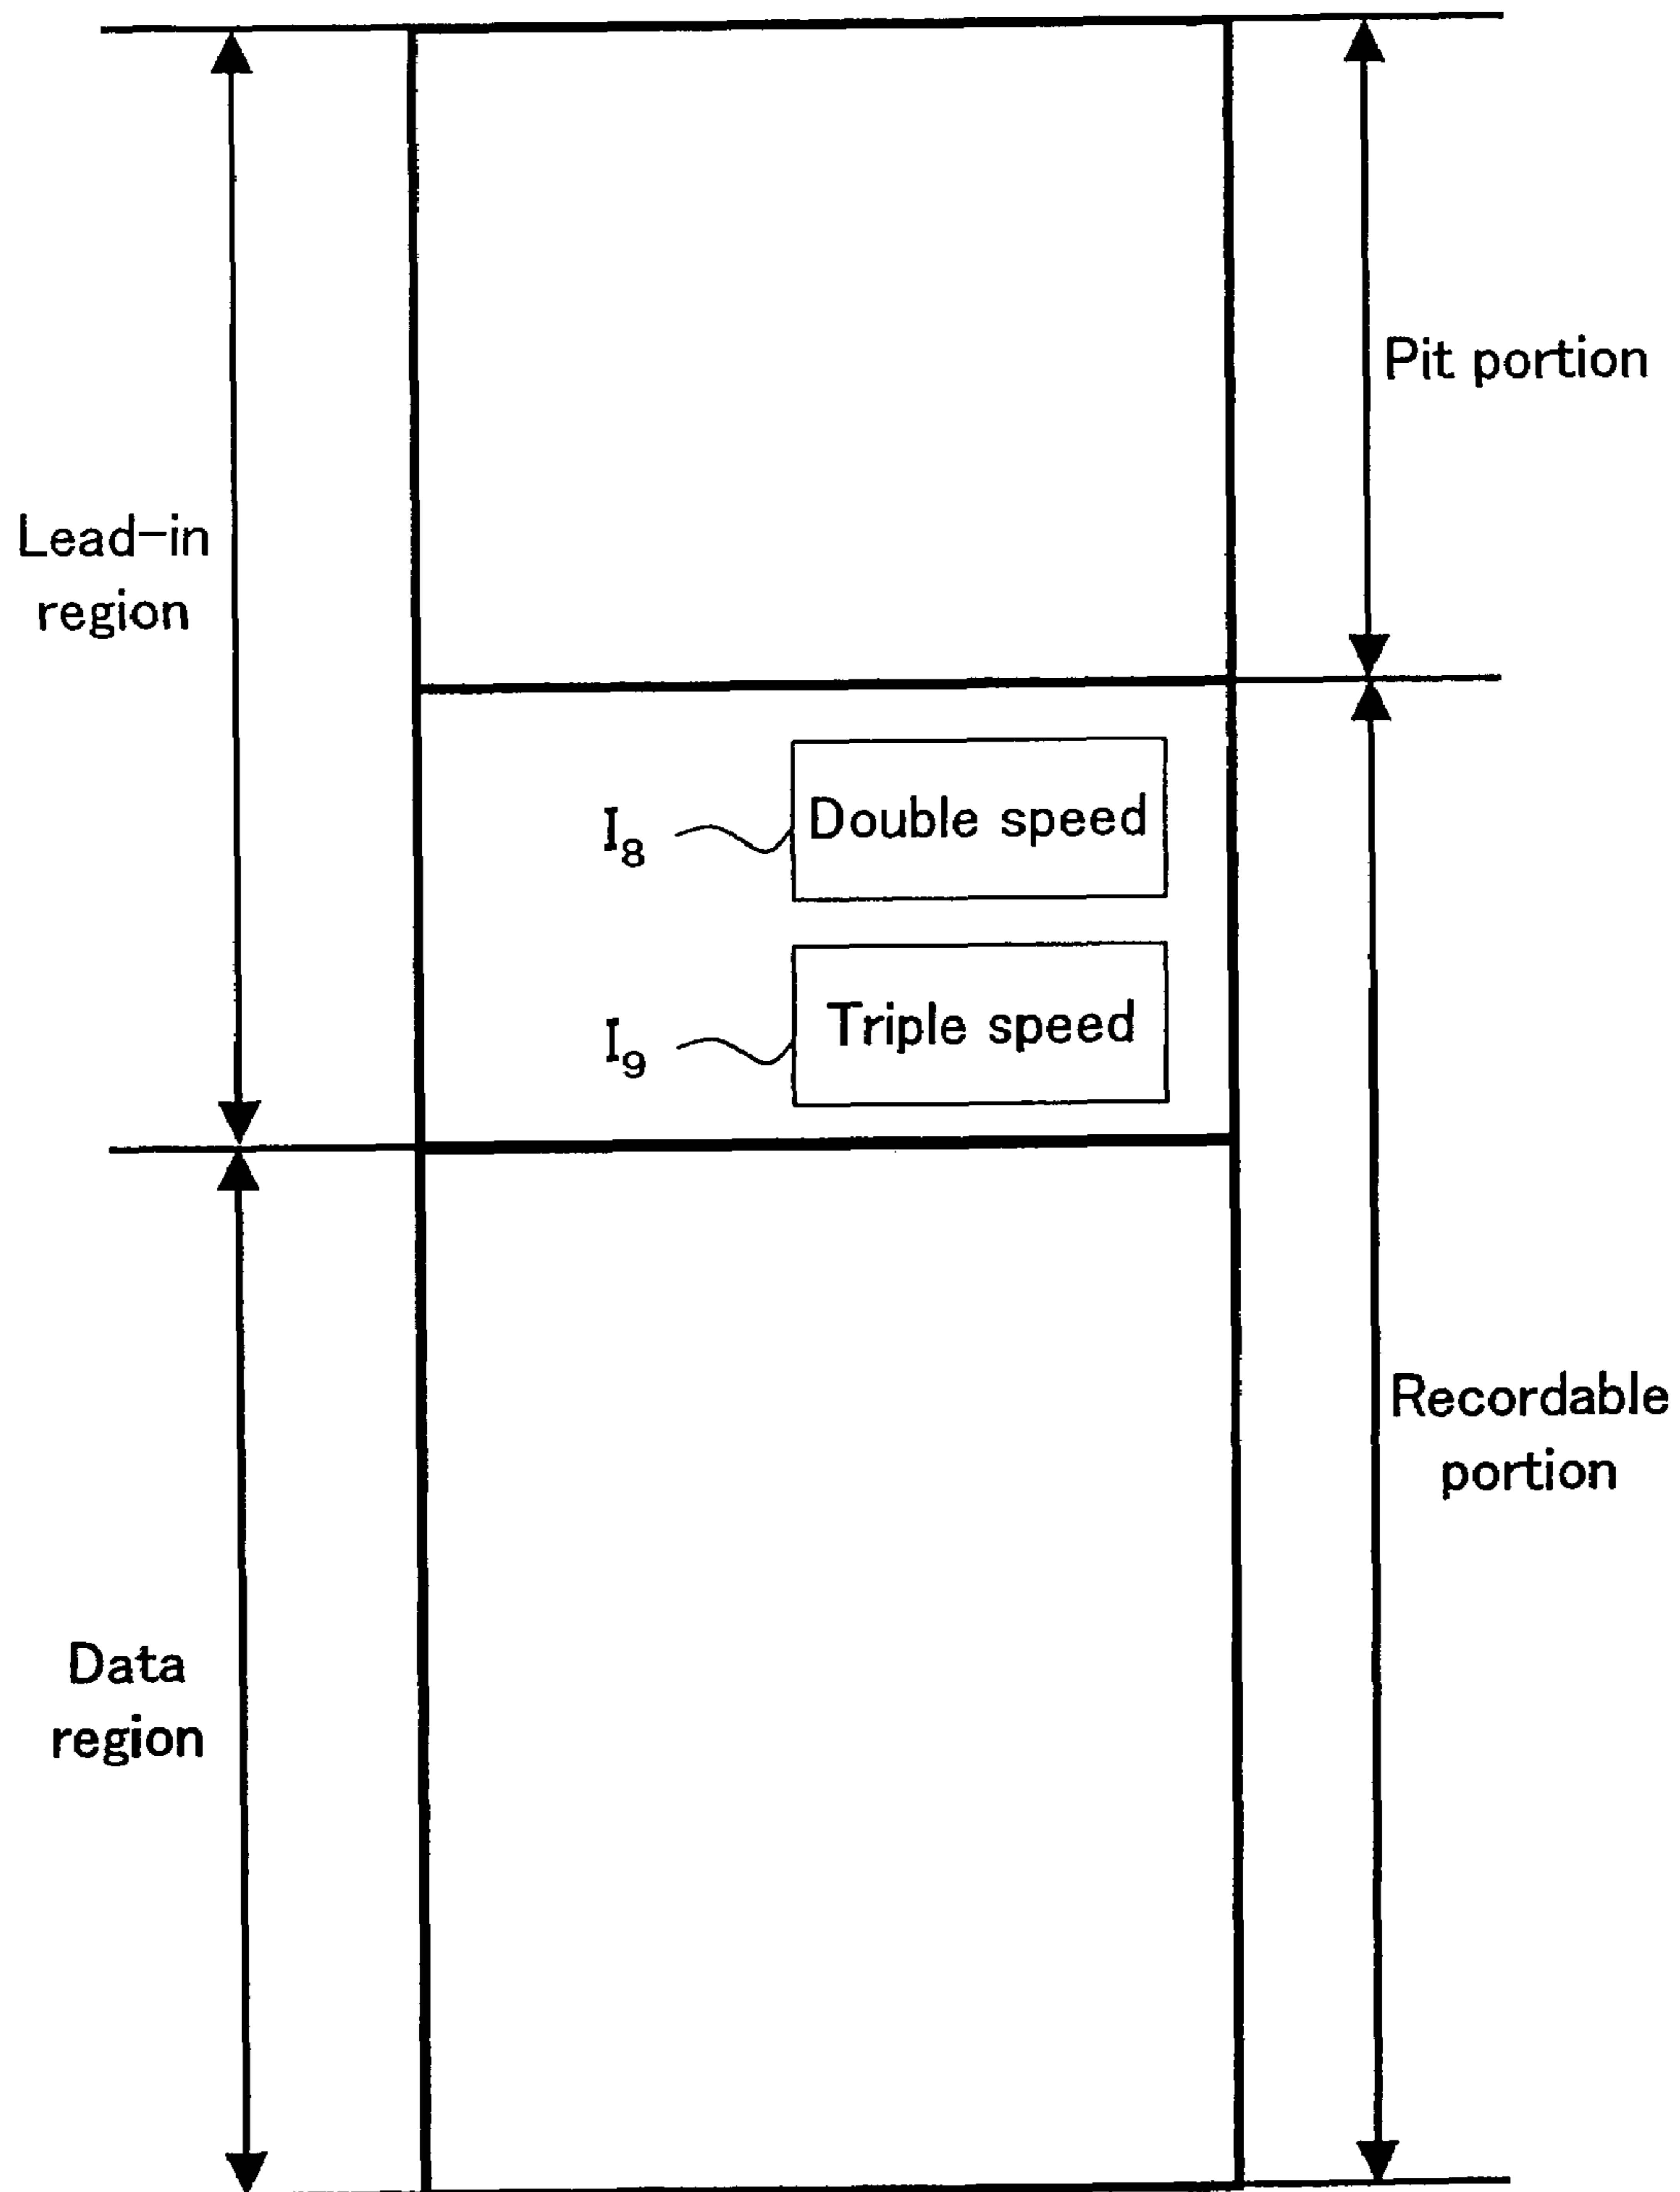 Pit portion
Lead-in
region
I8
Double speed
I9
Triple speed
Recordable
portion
Data
region